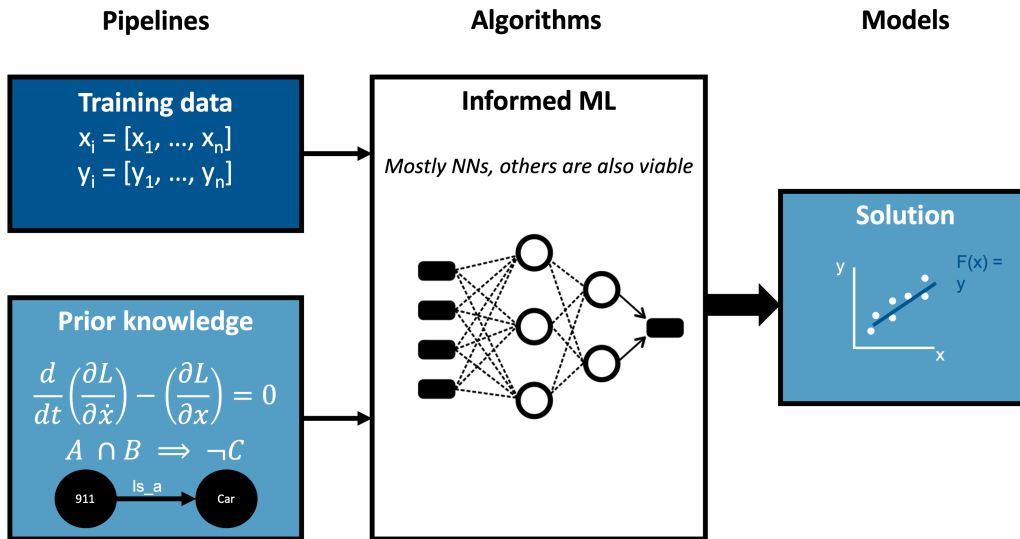 Pipelines
Algorithms
Models
Training data
xᵢ = [x₁, ..., xₙ]
yᵢ = [y₁, ..., yₙ]
Prior knowledge
d/dt (∂L/∂ẋ) − (∂L/∂x) = 0
A ∩ B ⟹ ¬C
Is_a
911
Car
Informed ML
Mostly NNs, others are also viable
Solution
y
F(x) =
y
x